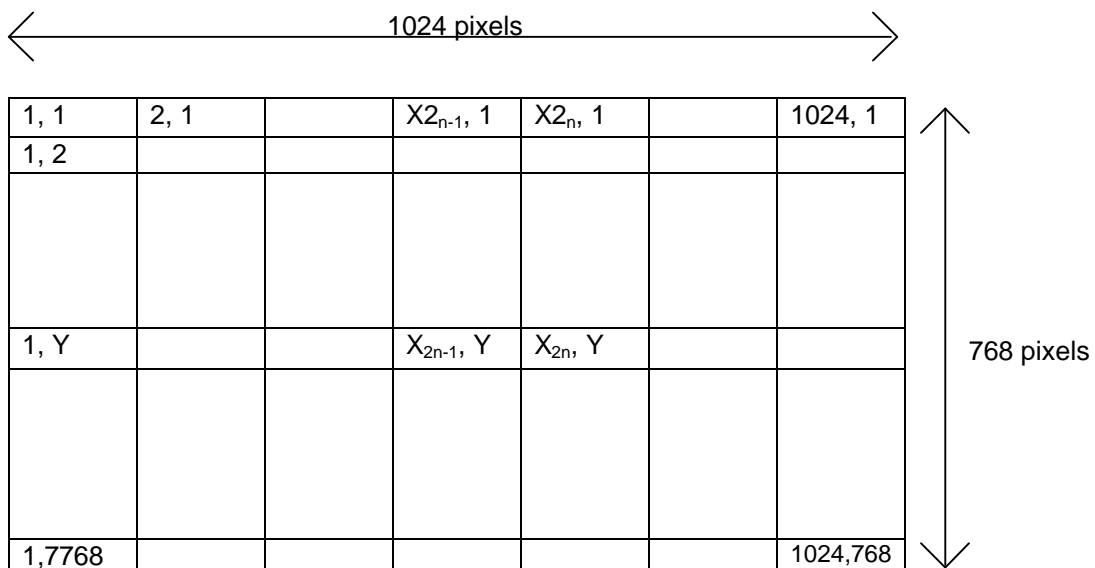 1024 pixels
1, 1 2, 1 X2n-1, 1 X2n, 1 1024, 1
1, 2
1, Y X2n-1, Y X2n, Y
768 pixels
1,7768 1024,768